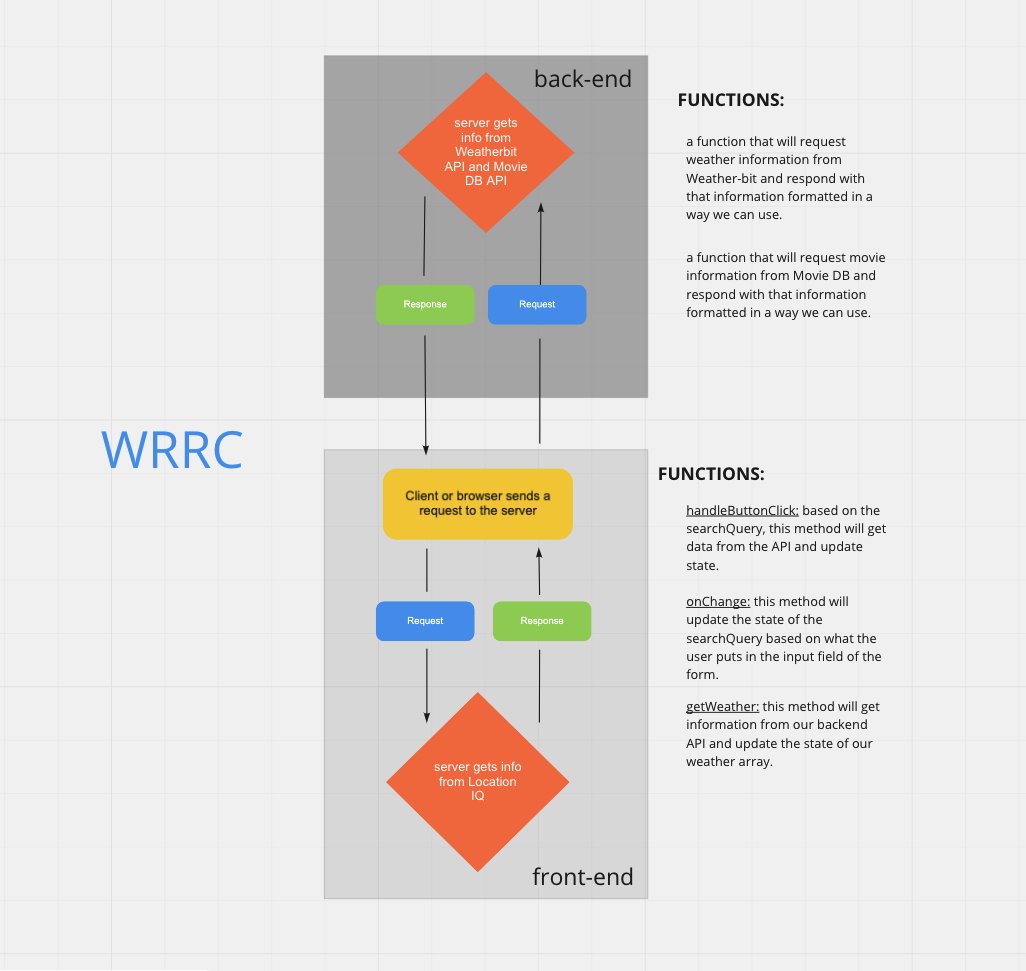 back-end
server gets
info from
Weatherbit
API and Movie
DB API
Response
Request
FUNCTIONS:
a function that will request
weather information from
Weather-bit and respond with
that information formatted in a
way we can use.
a function that will request movie
information from Movie DB and
respond with that information
formatted in a way we can use.
WRRC
Client or browser sends a
request to the server
Request
Response
server gets info
from Location
IQ
front-end
FUNCTIONS:
handleButtonClick: based on the
searchQuery, this method will get
data from the API and update
state.
onChange: this method will
update the state of the
searchQuery based on what the
user puts in the input field of the
form.
getWeather: this method will get
information from our backend
API and update the state of our
weather array.